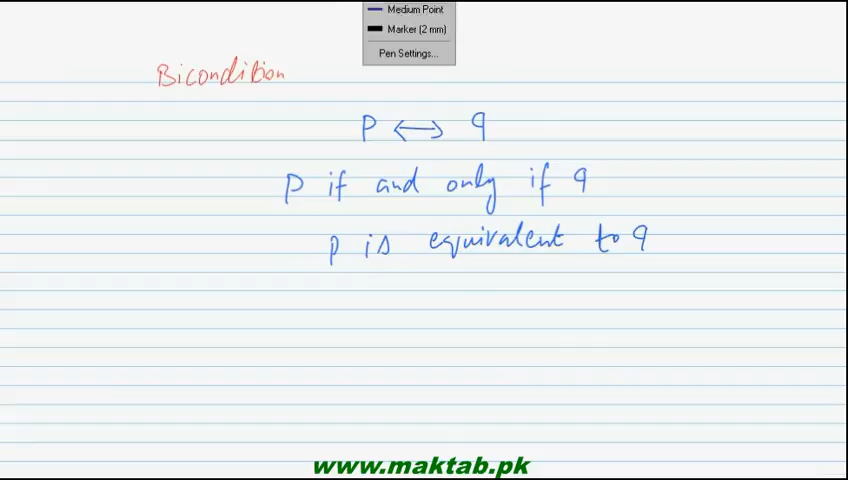 Medium Point
Marker (2 mm)
Pen Settings...
Bicondition
p ↔ q
p if and only if q
p is equivalent to q
www.maktab.pk